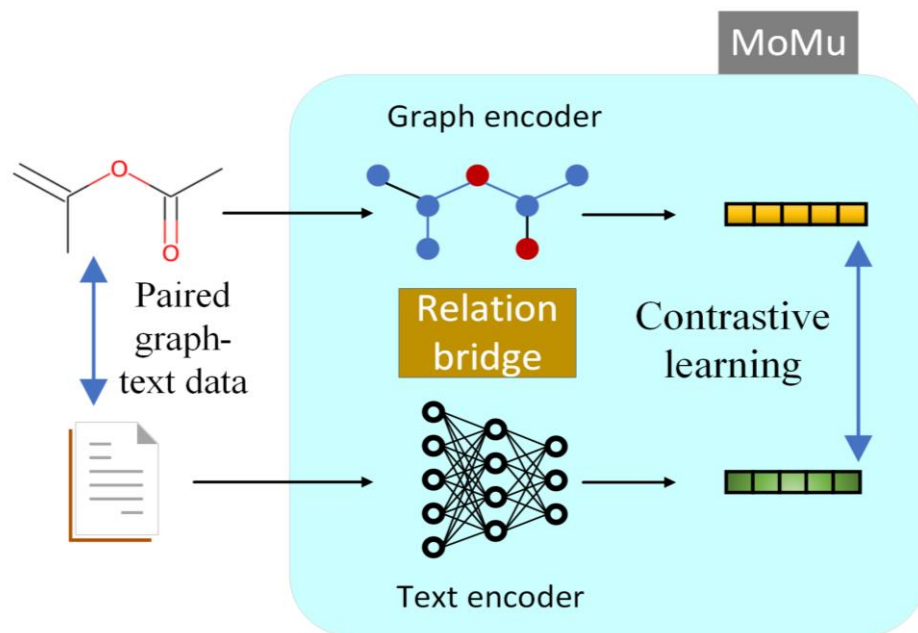 MoMu
Graph encoder
O
O
Paired
graph-
text data
Relation
bridge
Contrastive
learning
Text encoder